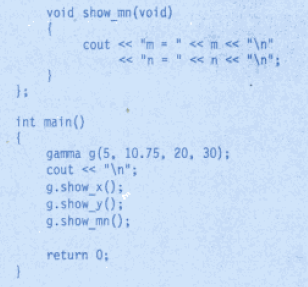 void show_mn(void)
{
cout << "m = " << m << "\n"
<< "n = " << n << "\n";
}
};
int main()
{
gamma g(5, 10.75, 20, 30);
cout << "\n";
g.show_x();
g.show_y();
g.show_mn();
return 0;
}